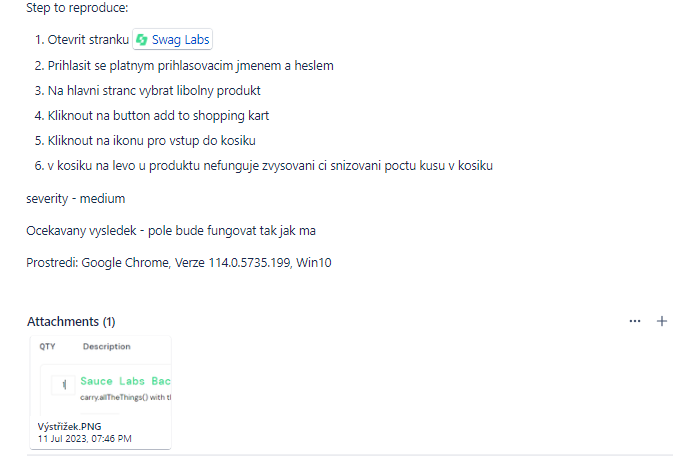 Step to reproduce:
1. Otevrit stranku Swag Labs
2. Prihlasit se platnym prihlasovacim jmenem a heslem
3. Na hlavni stranc vybrat libolny produkt
4. Kliknout na button add to shopping kart
5. Kliknout na ikonu pro vstup do kosiku
6. v kosiku na levo u produktu nefunguje zvysovani ci snizovani poctu kusu v kosiku
severity - medium
Ocekavany vysledek - pole bude fungovat tak jak ma
Prostredi: Google Chrome, Verze 114.0.5735.199, Win10
Attachments (1)
QTY Description
Sauce Labs Bac
carry.allTheThings() with th
Výstřižek.PNG
11 Jul 2023, 07:46 PM